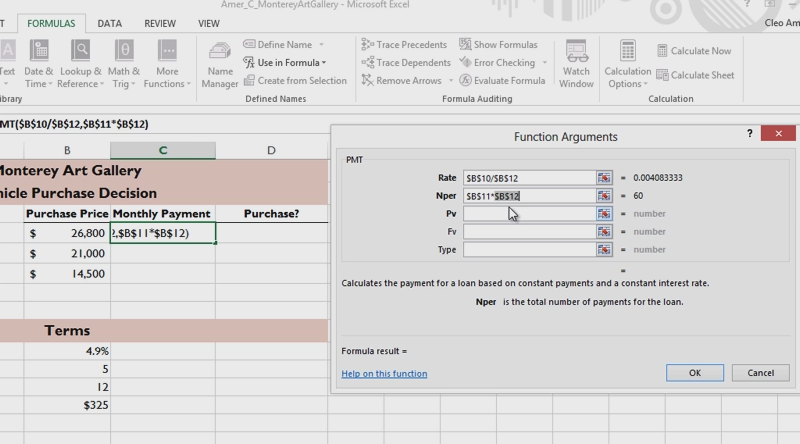 Amer_C_MontereyArtGallery - Microsoft Excel
?
T FORMULAS DATA REVIEW VIEW
Cleo Am
Text Date & Time Lookup & Reference Math & Trig More Functions
ibrary
Name Manager
Define Name
Use in Formula
Create from Selection
Defined Names
Trace Precedents
Trace Dependents
Remove Arrows
Show Formulas
Error Checking
Evaluate Formula
Formula Auditing
Watch Window
Calculation Options
Calculate Now
Calculate Sheet
Calculation
MT($B$10/$B$12,$B$11*$B$12)
B C D
Monterey Art Gallery
nicle Purchase Decision
Purchase Price Monthly Payment Purchase?
$ 26,800 2,$B$11*$B$12)
$ 21,000
$ 14,500
Terms
4.9%
5
12
$325
Function Arguments
? ×
PMT
Rate $B$10/$B$12 = 0.004083333
Nper $B$11*$B$12 = 60
Pv = number
Fv = number
Type = number
=
Calculates the payment for a loan based on constant payments and a constant interest rate.
Nper is the total number of payments for the loan.
Formula result =
Help on this function
OK Cancel